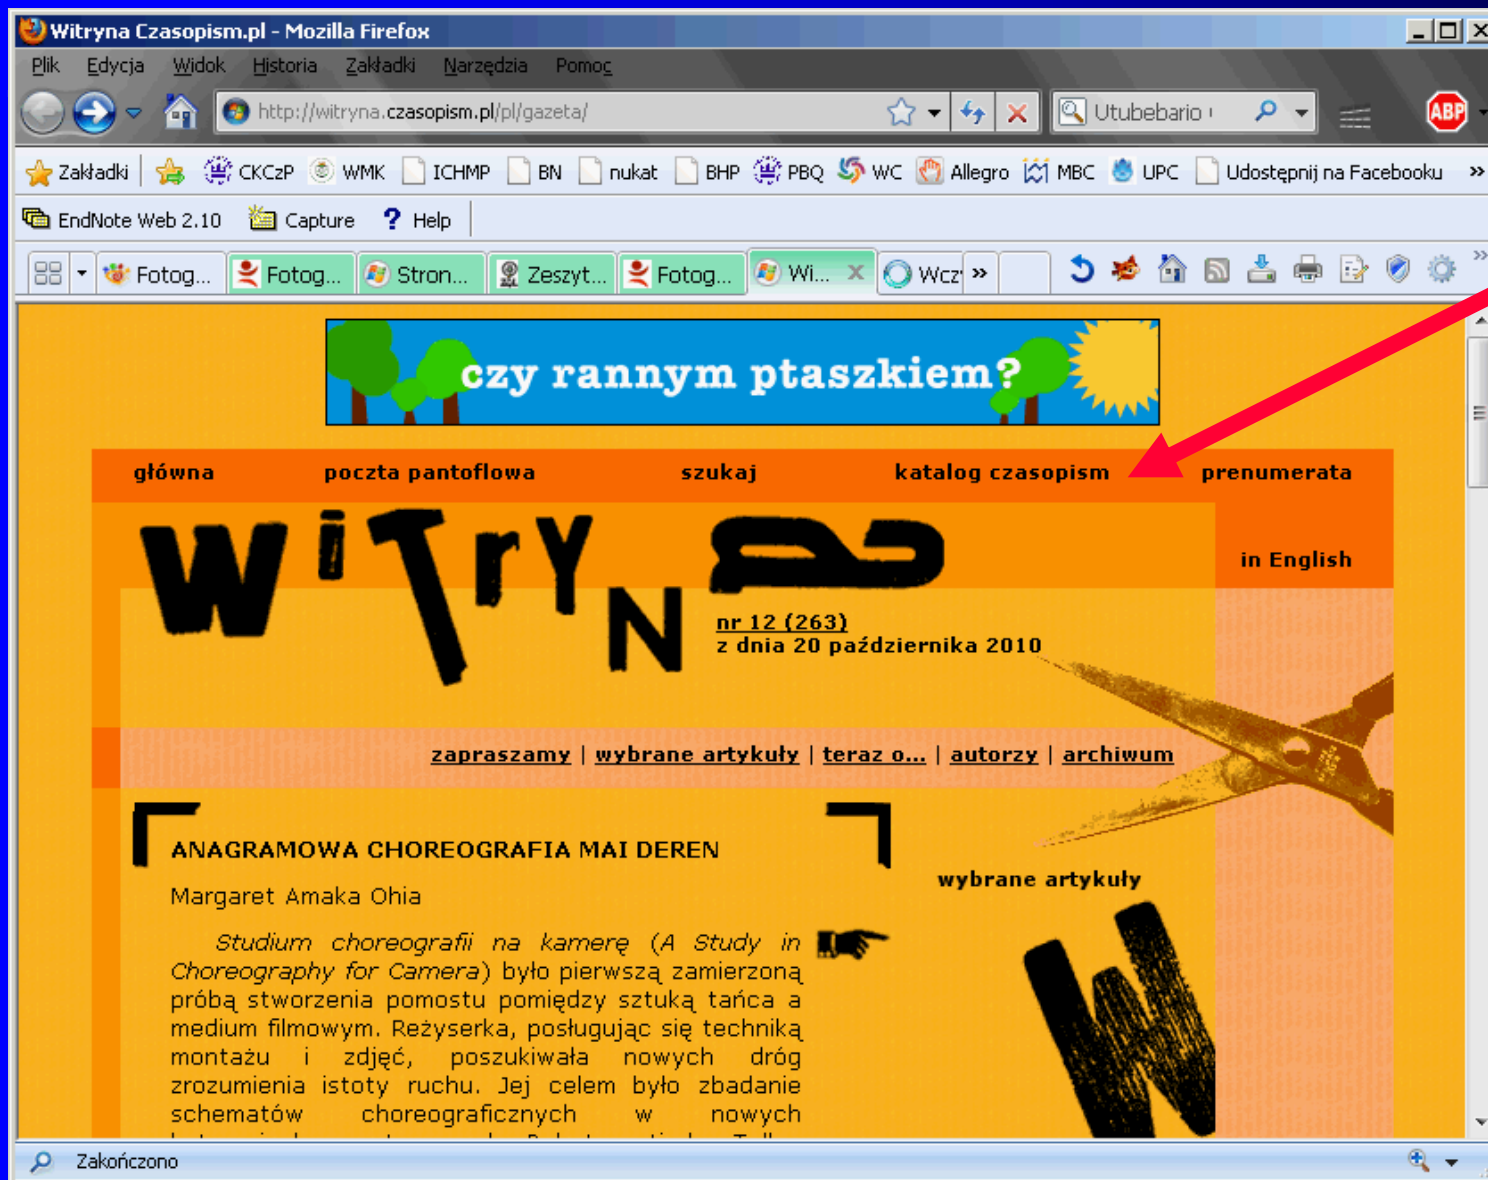 Witryna Czasopism.pl - Mozilla Firefox
Plik Edycja Widok Historia Zakładki Narzędzia Pomoc
http://witryna.czasopism.pl/pl/gazeta/ Utubebario ABP
Zakładki CKCzP WMK ICHMP BN nukat BHP PBQ WC Allegro MBC UPC Udostępnij na Facebooku »
EndNote Web 2.10 Capture ? Help
Fotog... Fotog... Stron... Zeszyt... Fotog... Wi... Wcz »
czy rannym ptaszkiem?
główna poczta pantoflowa szukaj katalog czasopism prenumerata
in English
WiTrYNa
nr 12 (263)
z dnia 20 października 2010
zapraszamy | wybrane artykuły | teraz o... | autorzy | archiwum
ANAGRAMOWA CHOREOGRAFIA MAI DEREN
wybrane artykuły
Margaret Amaka Ohia
Studium choreografii na kamerę (A Study in
Choreography for Camera) było pierwszą zamierzoną
próbą stworzenia pomostu pomiędzy sztuką tańca a
medium filmowym. Reżyserka, posługując się techniką
montażu i zdjęć, poszukiwała nowych dróg
zrozumienia istoty ruchu. Jej celem było zbadanie
schematów choreograficznych w nowych
W
Zakończono